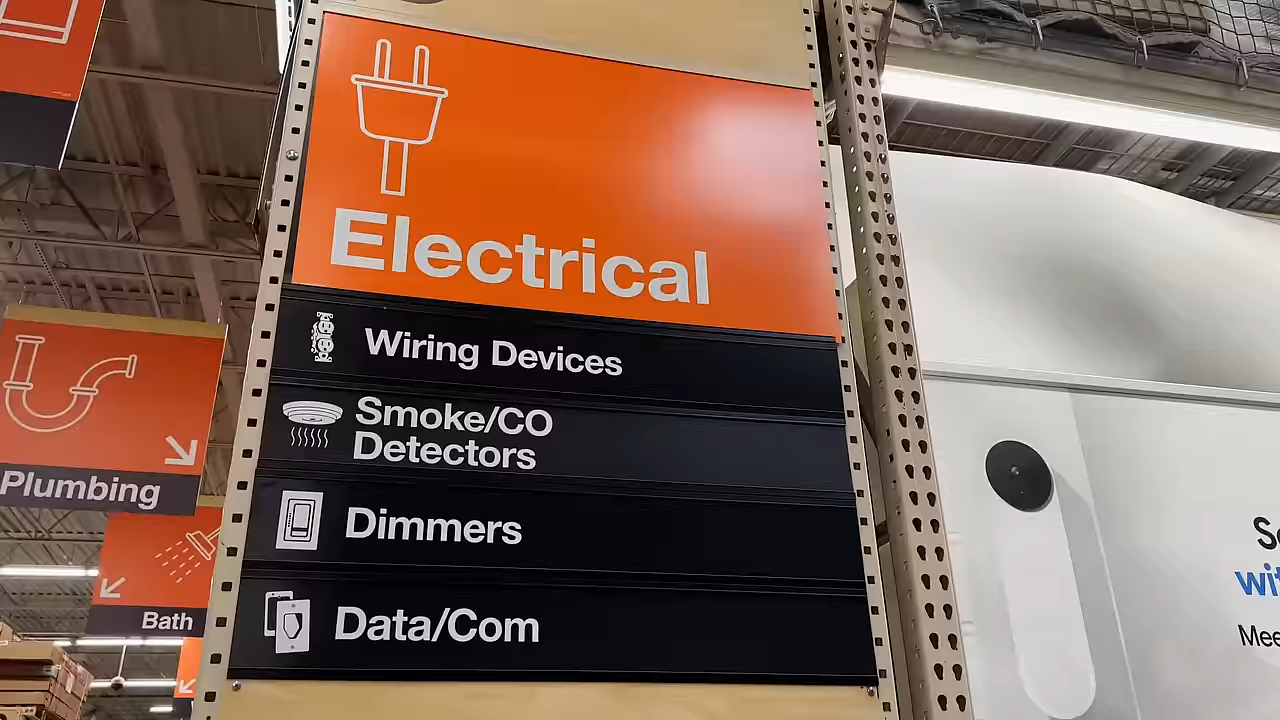 Electrical
Wiring Devices
Smoke/CO
Detectors
Dimmers
Data/Com
Plumbing
Bath